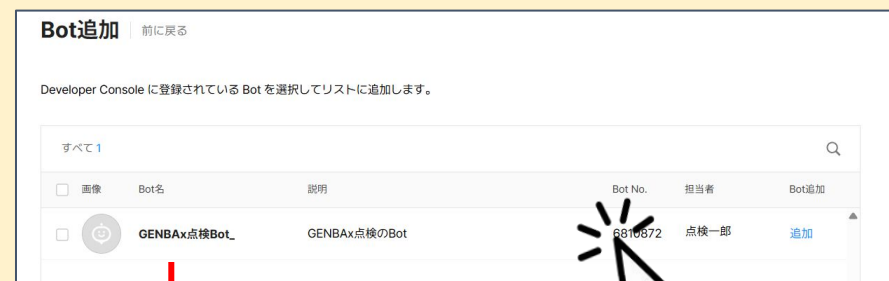 Bot追加 前に戻る
Developer Console に登録されている Bot を選択してリストに追加します。
すべて 1
画像 Bot名 説明 Bot No. 担当者 Bot追加
GENBAx点検Bot_ GENBAx点検のBot 6810872 点検一郎 追加